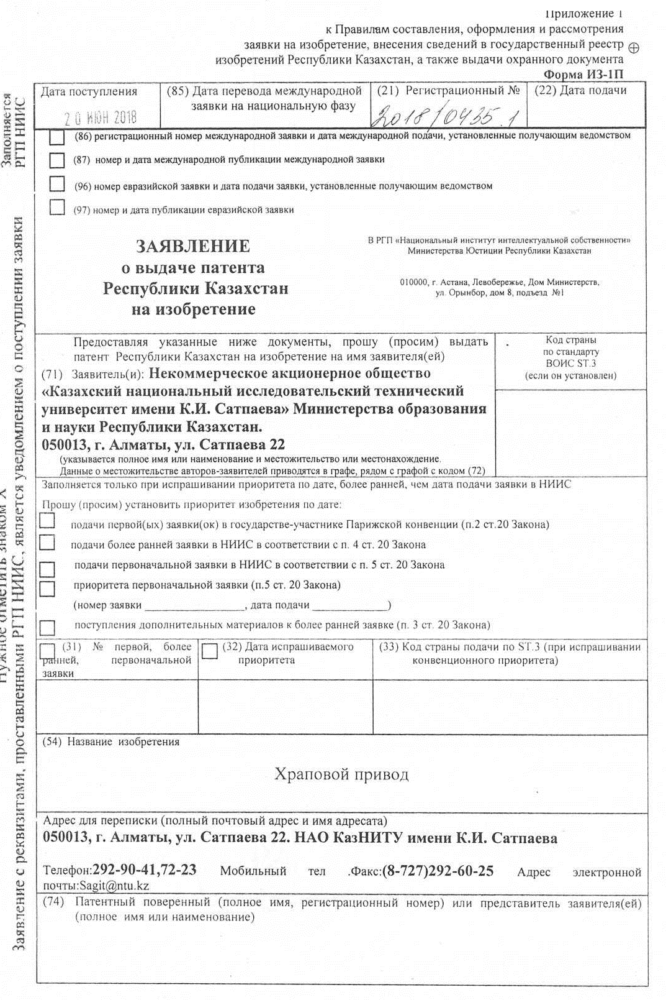 Приложение 1
к Правилам составления, оформления и рассмотрения
заявки на изобретение, внесения сведений в государственный реестр
изобретений Республики Казахстан, а также выдачи охранного документа
Форма ИЗ-1П
Заполняется
РГП НИИС
Дата поступления
20 ИЮН 2018
(85) Дата перевода международной
заявки на национальную фазу
(21) Регистрационный №
2018/0435.1
(22) Дата подачи
(86) регистрационный номер международной заявки и дата международной подачи, установленные получающим ведомством
(87) номер и дата международной публикации международной заявки
(96) номер евразийской заявки и дата подачи заявки, установленные получающим ведомством
(97) номер и дата публикации евразийской заявки
ЗАЯВЛЕНИЕ
о выдаче патента
Республики Казахстан
на изобретение
В РГП «Национальный институт интеллектуальной собственности»
Министерства Юстиции Республики Казахстан
010000, г. Астана, Левобережье, Дом Министерств,
ул. Орынбор, дом 8, подъезд №1
Предоставляя указанные ниже документы, прошу (просим) выдать
патент Республики Казахстан на изобретение на имя заявителя(ей)
(71) Заявитель(и): Некоммерческое акционерное общество
«Казахский национальный исследовательский технический
университет имени К.И. Сатпаева» Министерства образования
и науки Республики Казахстан.
050013, г. Алматы, ул. Сатпаева 22
(указывается полное имя или наименование и местожительство или местонахождение.
Данные о местожительстве авторов-заявителей приводятся в графе, рядом с графой с кодом (72)
Код страны
по стандарту
ВОИС ST.3
(если он установлен)
Заполняется только при испрашивании приоритета по дате, более ранней, чем дата подачи заявки в НИИС
Прошу (просим) установить приоритет изобретения по дате:
подачи первой(ых) заявки(ок) в государстве-участнике Парижской конвенции (п.2 ст.20 Закона)
подачи более ранней заявки в НИИС в соответствии с п. 4 ст. 20 Закона
подачи первоначальной заявки в НИИС в соответствии с п. 5 ст. 20 Закона
приоритета первоначальной заявки (п.5 ст. 20 Закона)
(номер заявки ________________, дата подачи ____________)
поступления дополнительных материалов к более ранней заявке (п. 3 ст. 20 Закона)
(31) № первой, более
ранней, первоначальной
заявки
(32) Дата испрашиваемого
приоритета
(33) Код страны подачи по ST.3 (при испрашивании
конвенционного приоритета)
(54) Название изобретения
Храповой привод
Адрес для переписки (полный почтовый адрес и имя адресата)
050013, г. Алматы, ул. Сатпаева 22. НАО КазНИТУ имени К.И. Сатпаева
Телефон:292-90-41,72-23 Мобильный тел .Факс:(8-727)292-60-25 Адрес электронной
почты:Sagit@ntu.kz
(74) Патентный поверенный (полное имя, регистрационный номер) или представитель заявителя(ей)
(полное имя или наименование)
Нужное отметить знаком X
Заявление с реквизитами, проставленными РГП НИИС, является уведомлением о поступлении заявки